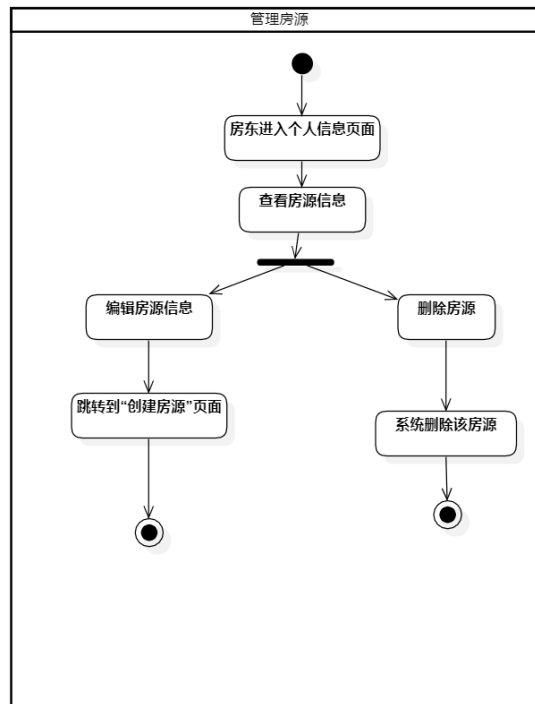 管理房源
房东进入个人信息页面
查看房源信息
编辑房源信息
删除房源
跳转到“创建房源”页面
系统删除该房源